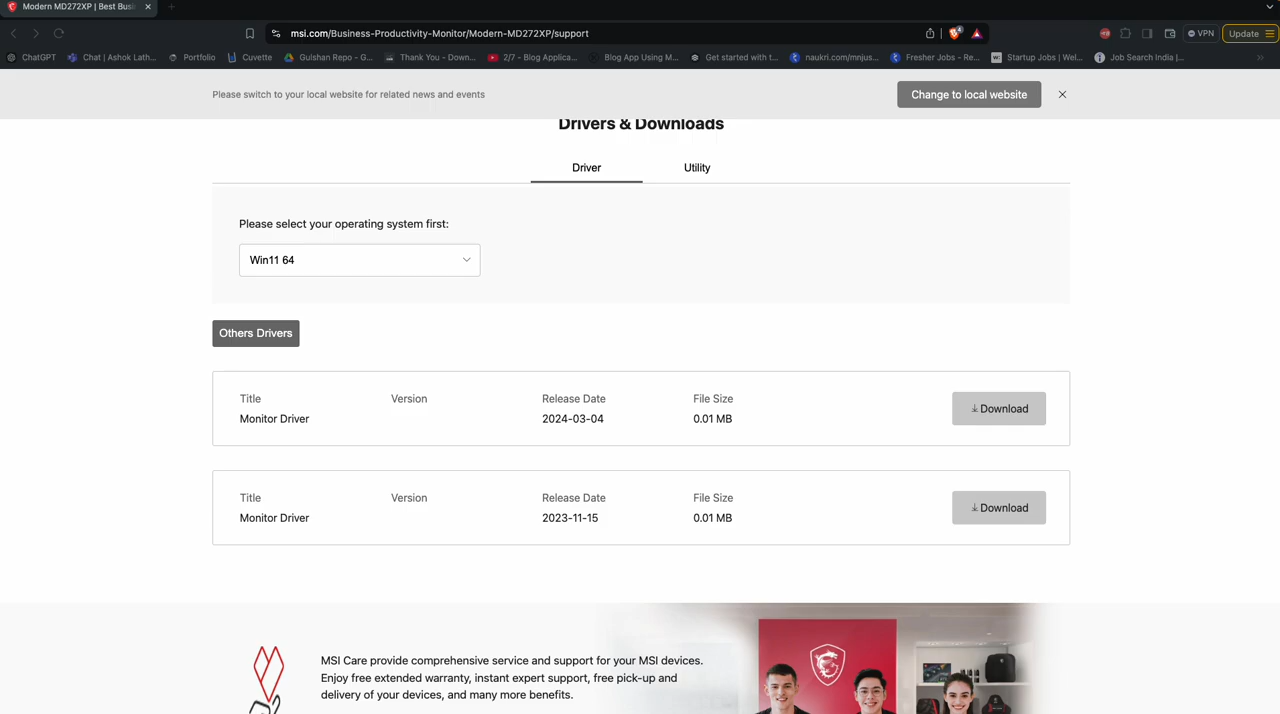 Modern MD272XP | Best Busi
msi.com/Business-Productivity-Monitor/Modern-MD272XP/support
4
VPN
Update
ChatGPT
Chat | Ashok Lath...
Portfolio
Cuvette
Gulshan Repo - G...
Thank You - Down...
2/7 - Blog Applica...
Blog App Using M...
Get started with t...
naukri.com/mnjus...
Fresher Jobs - Re...
Startup Jobs | Wel...
Job Search India |...
Please switch to your local website for related news and events
Change to local website
Drivers & Downloads
Driver
Utility
Please select your operating system first:
Win11 64
Others Drivers
Title
Version
Release Date
File Size
Monitor Driver
2024-03-04
0.01 MB
Download
Title
Version
Release Date
File Size
Monitor Driver
2023-11-15
0.01 MB
Download
MSI Care provide comprehensive service and support for your MSI devices.
Enjoy free extended warranty, instant expert support, free pick-up and
delivery of your devices, and many more benefits.